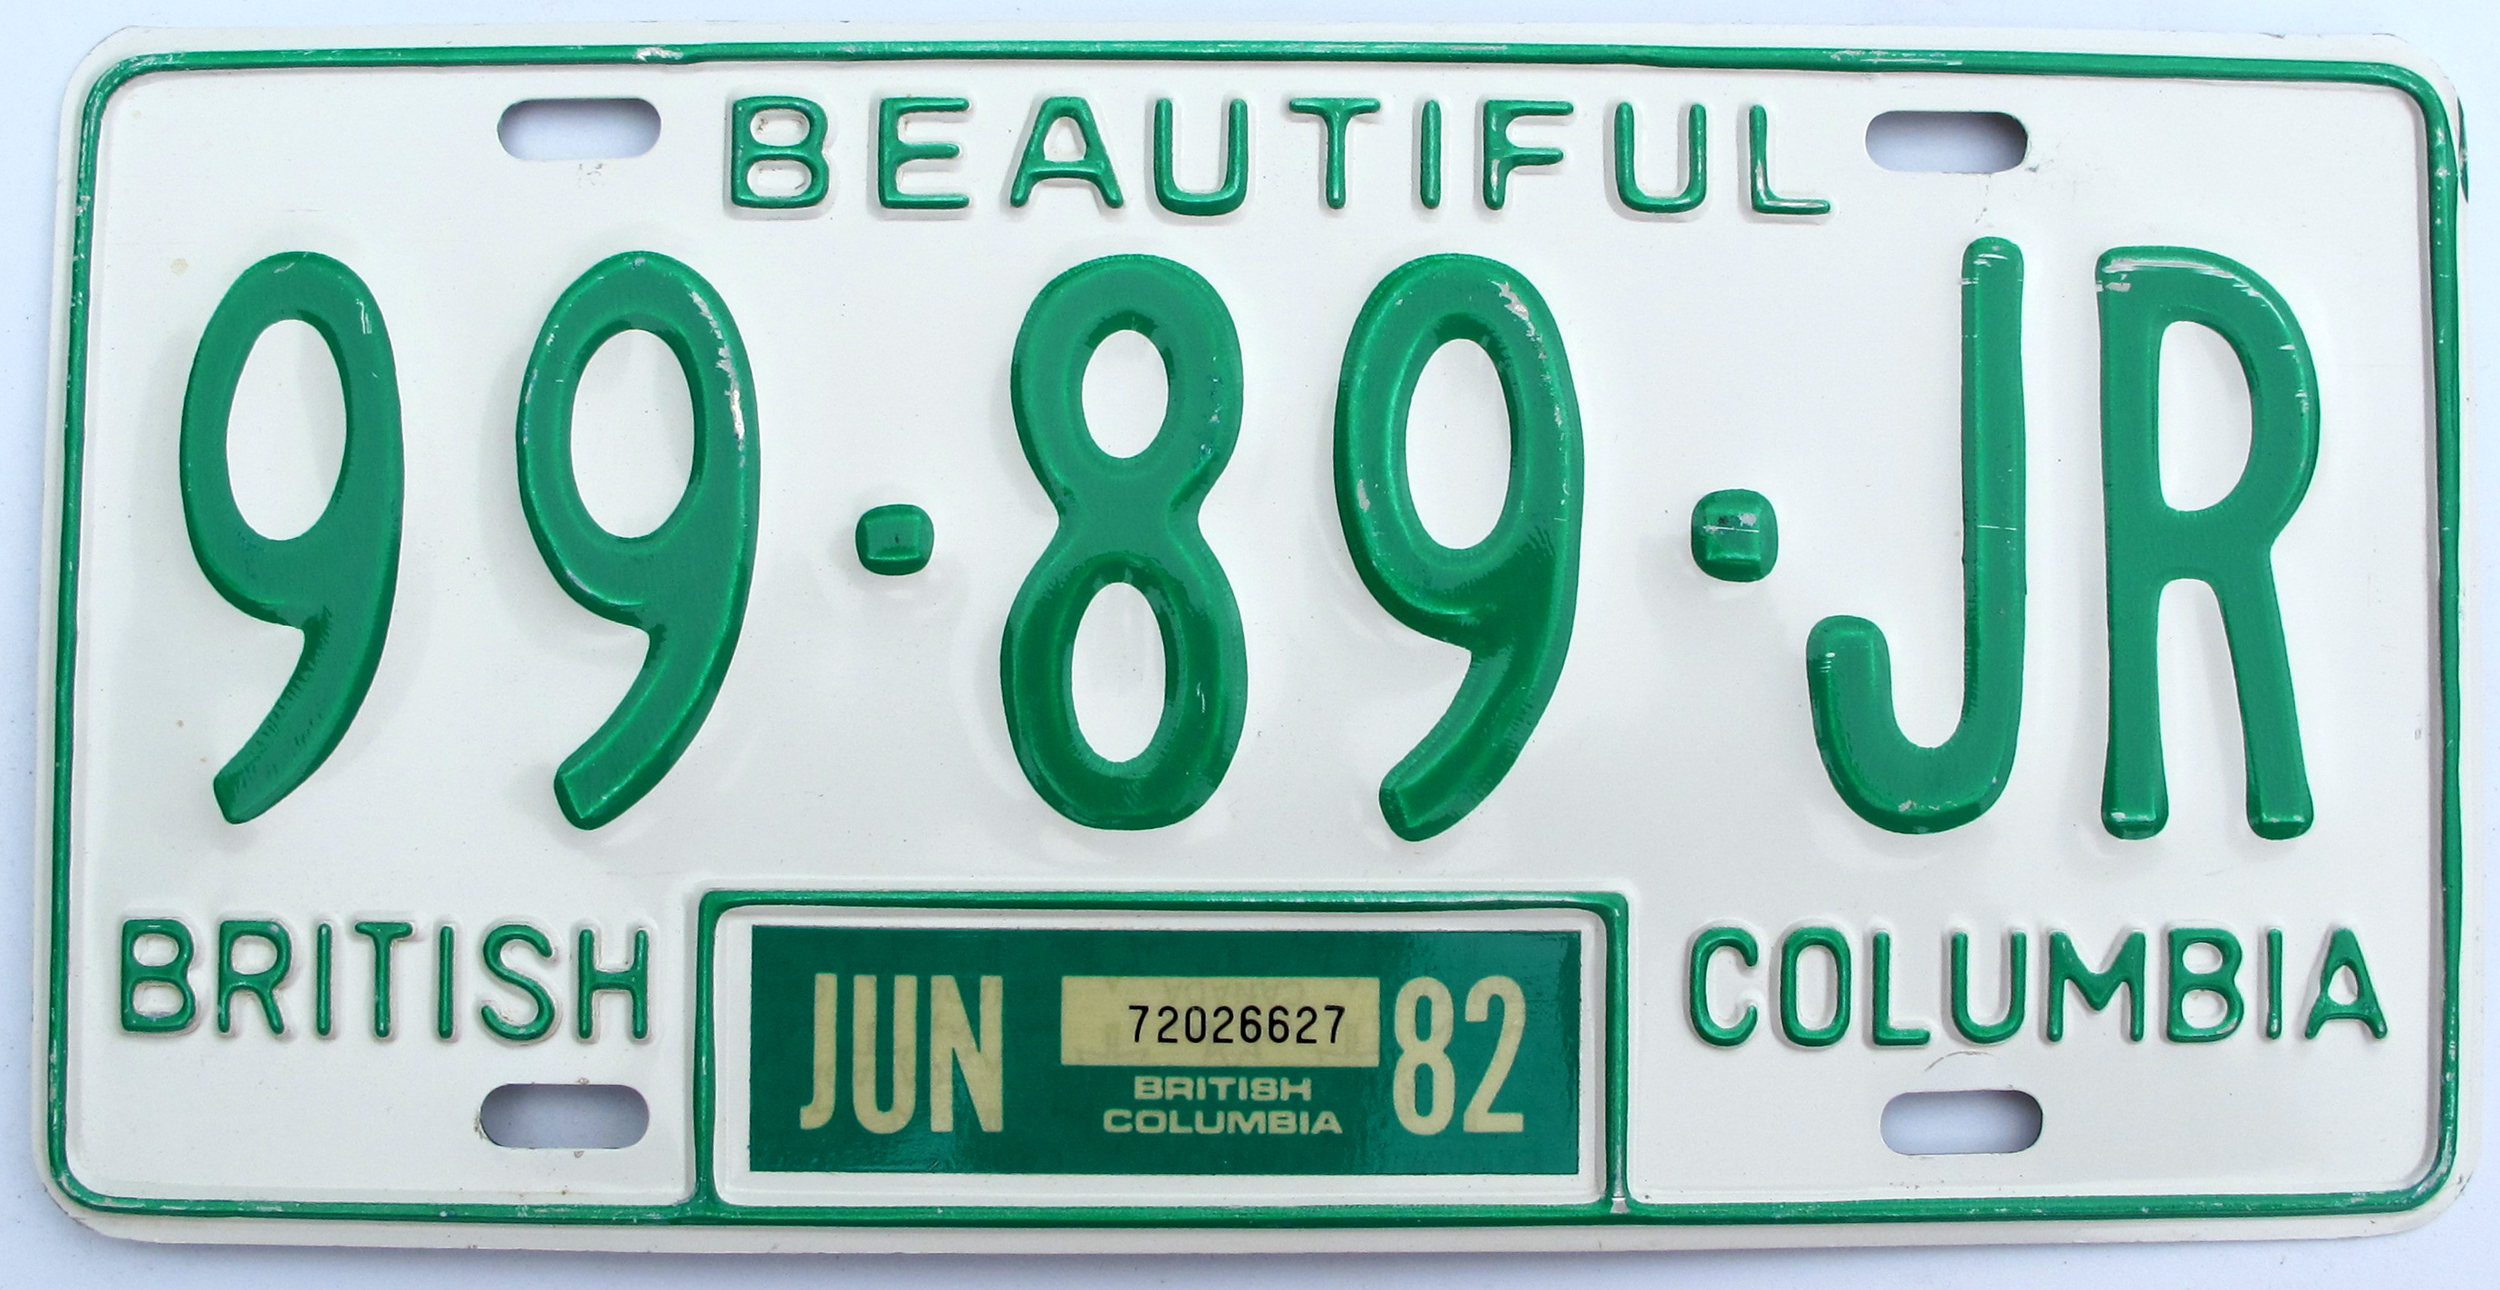 BEAUTIFUL
99·89·JR
BRITISH COLUMBIA
JUN 72026627 82
BRITISH
COLUMBIA